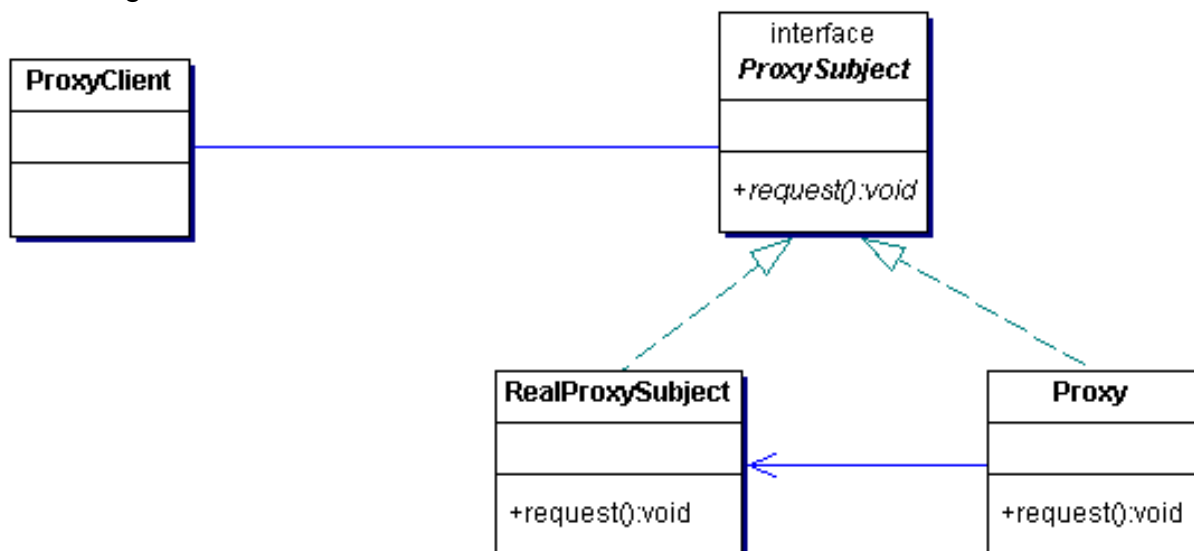 interface
ProxySubject
ProxyClient
+request():void
RealProxySubject
Proxy
+request():void
+request():void